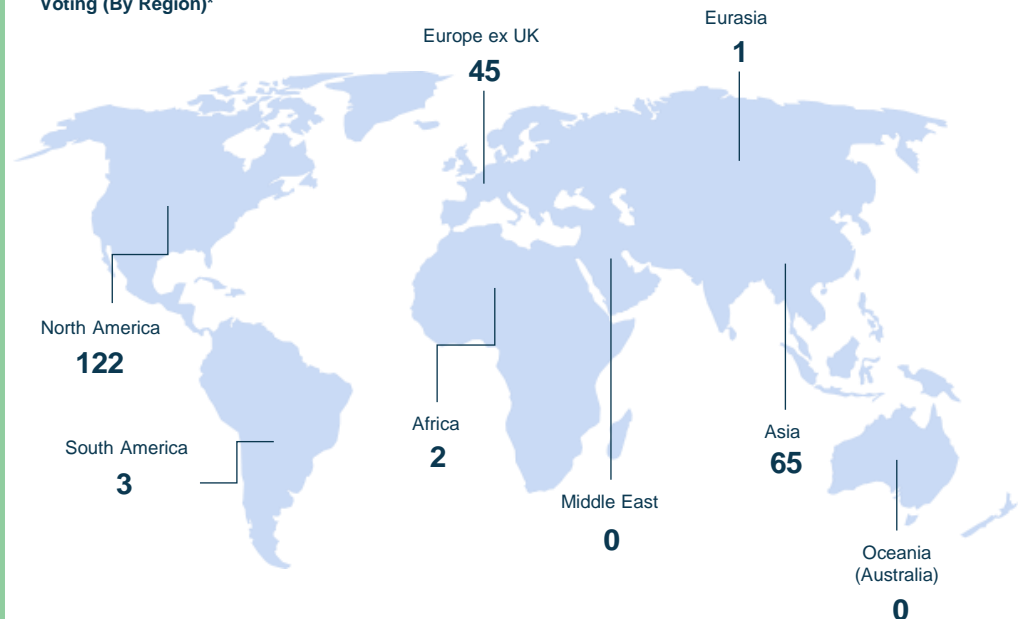 Voting (By Region)*
Eurasia
1
Europe ex UK
45
North America
122
South America
3
Africa
2
Middle East
0
Asia
65
Oceania
(Australia)
0